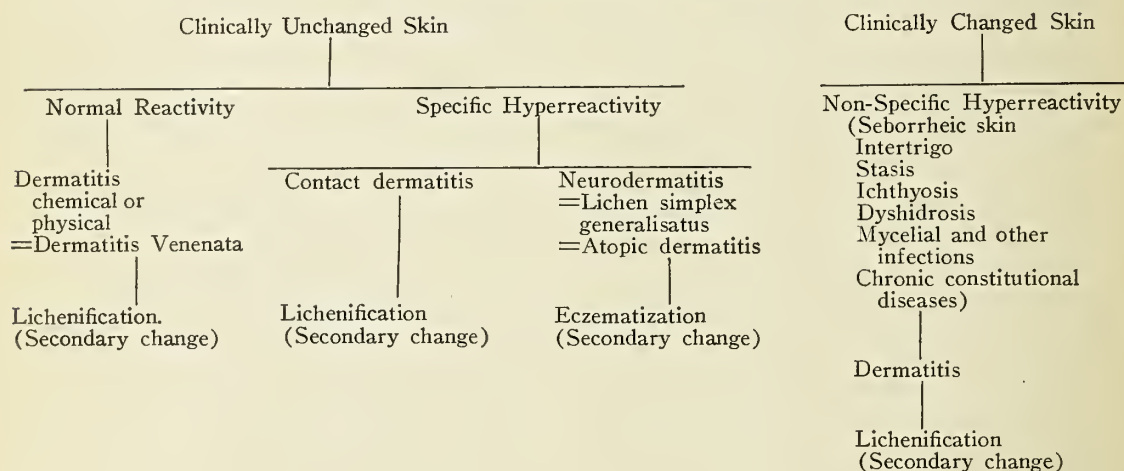 Clinically Unchanged Skin
Normal Reactivity
Specific Hyperreactivity
Dermatitis
chemical or
physical
=Dermatitis Venenata
Contact dermatitis
Neurodermatitis
=Lichen simplex
generalisatus
=Atopic dermatitis
Lichenification.
(Secondary change)
Lichenification
(Secondary change)
Eczematization
(Secondary change)
Clinically Changed Skin
Non-Specific Hyperreactivity
(Seborrheic skin
Intertrigo
Stasis
Ichthyosis
Dyshidrosis
Mycelial and other
infections
Chronic constitutional
diseases)
Dermatitis
Lichenification
(Secondary change)